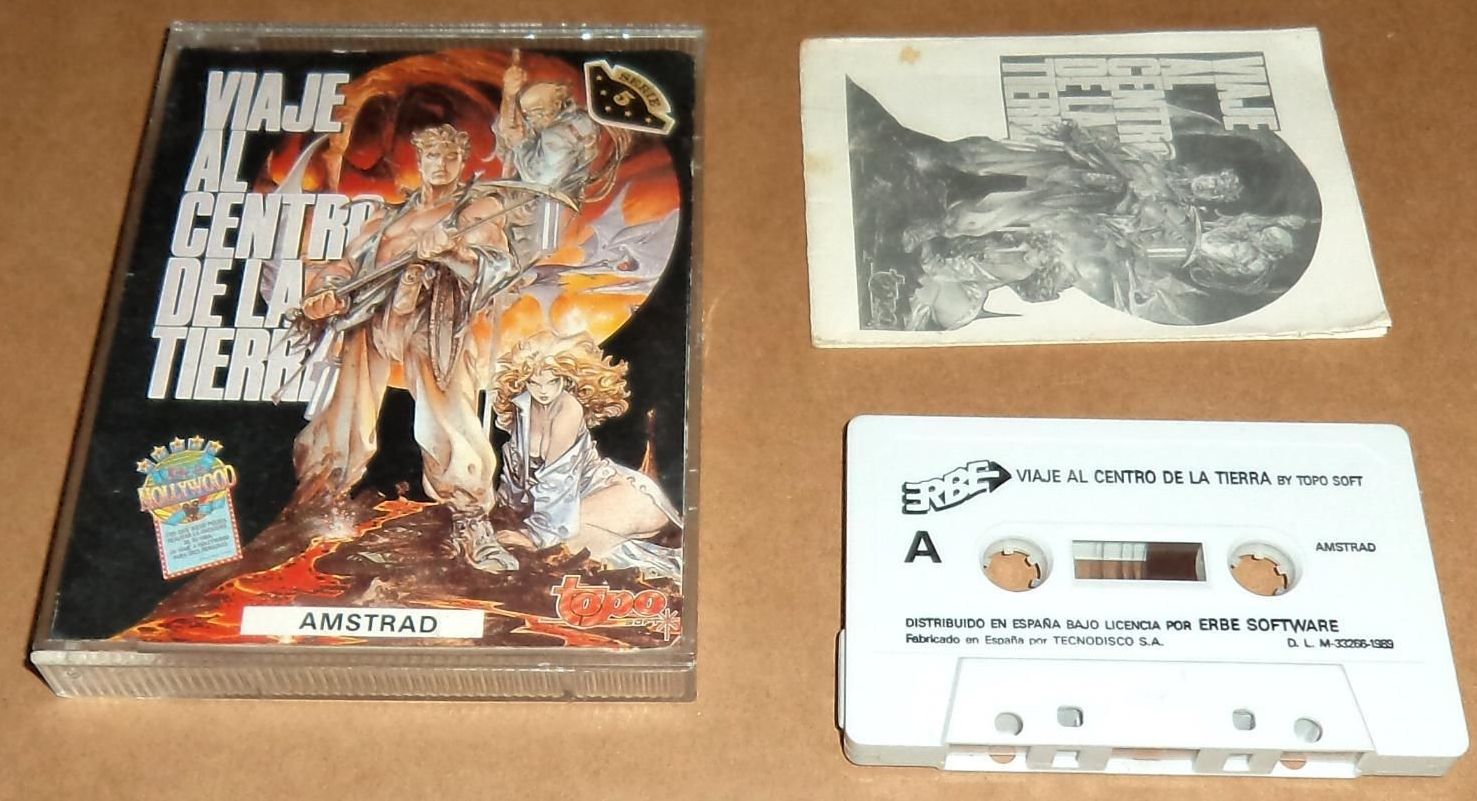 VIAJE
AL
CENTRO
DE LA
TIERRA
SERIE
5
HOLLYWOOD
AMSTRAD
topo
SOFT
VIAJE
AL
CENTRO
DE LA
TIERRA
topo
ERBE
VIAJE AL CENTRO DE LA TIERRA BY TOPO SOFT
A
AMSTRAD
DISTRIBUIDO EN ESPAÑA BAJO LICENCIA POR ERBE SOFTWARE
Fabricado en España por TECNODISCO S.A.
D. L. M-33266-1989